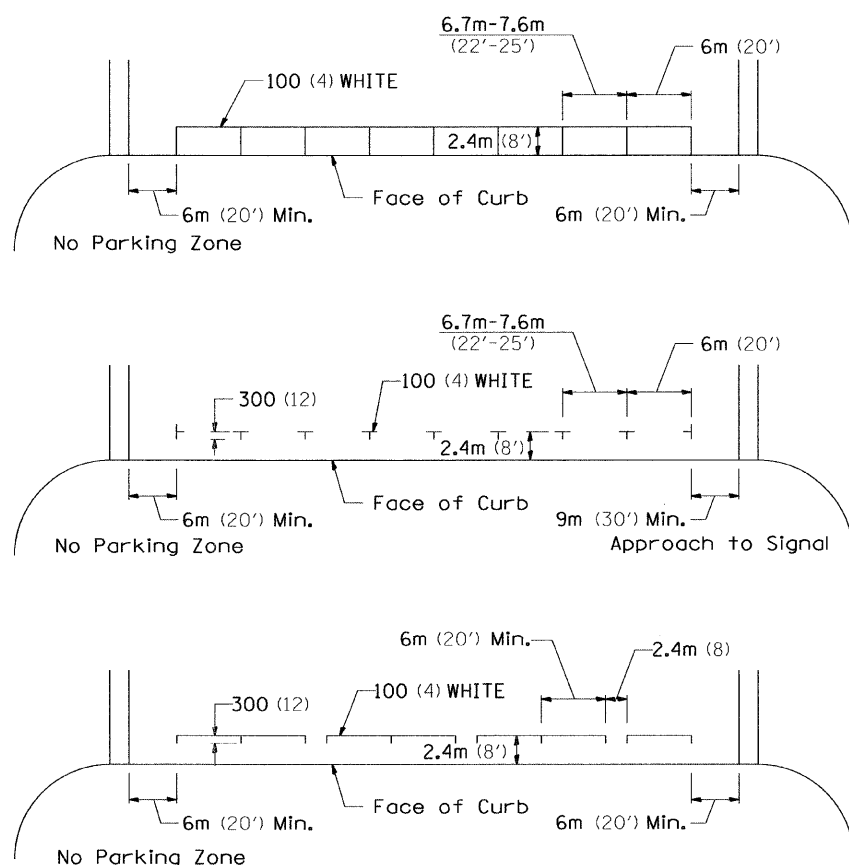 6.7m-7.6m
(22'-25')
6m (20')
100 (4) WHITE
2.4m (8')
Face of Curb
6m (20') Min.
6m (20') Min.
No Parking Zone
6.7m-7.6m
(22'-25')
6m (20')
300 (12)
100 (4) WHITE
2.4m (8')
Face of Curb
6m (20') Min.
9m (30') Min.
No Parking Zone
Approach to Signal
6m (20') Min.
2.4m (8)
300 (12)
100 (4) WHITE
2.4m (8')
Face of Curb
6m (20') Min.
6m (20') Min.
No Parking Zone